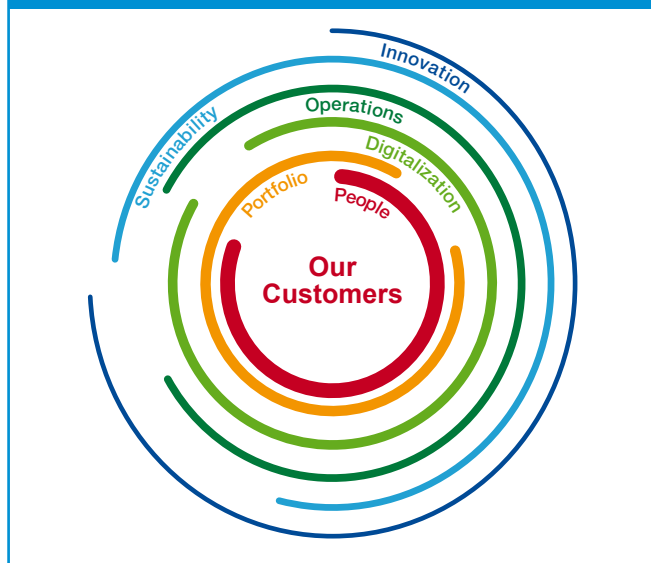 Innovation
Sustainability
Operations
Digitalization
Portfolio
People
Our
Customers